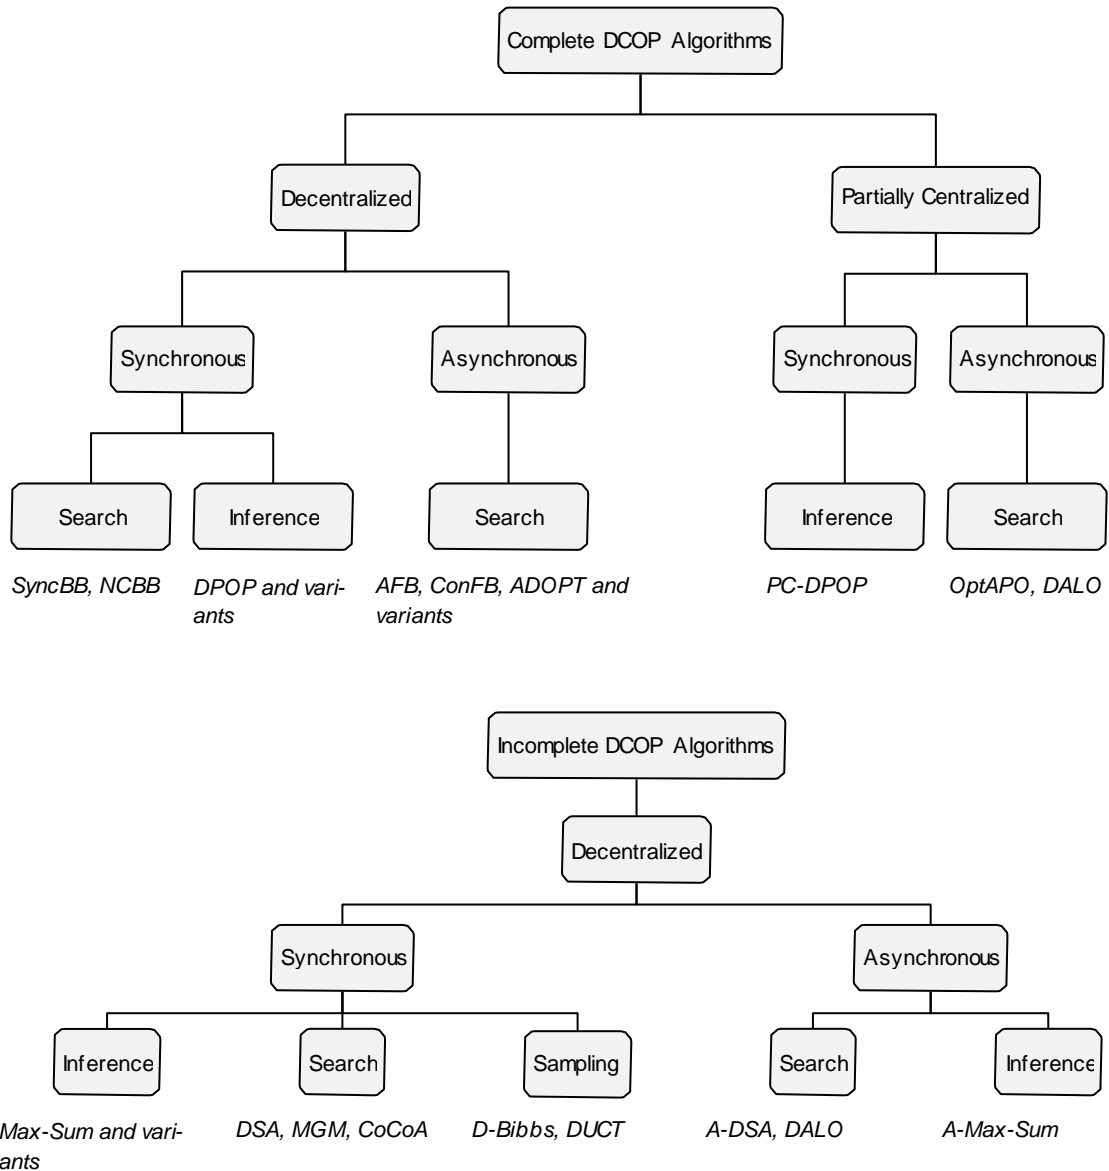 Complete DCOP Algorithms
Decentralized
Partially Centralized
Synchronous
Asynchronous
Synchronous
Asynchronous
Search
Inference
Search
Inference
Search
SyncBB, NCBB
DPOP and vari-
ants
AFB, ConFB, ADOPT and
variants
PC-DPOP
OptAPO, DALO
Incomplete DCOP Algorithms
Decentralized
Synchronous
Asynchronous
Inference
Search
Sampling
Search
Inference
Max-Sum and vari-
ants
DSA, MGM, CoCoA
D-Bibbs, DUCT
A-DSA, DALO
A-Max-Sum